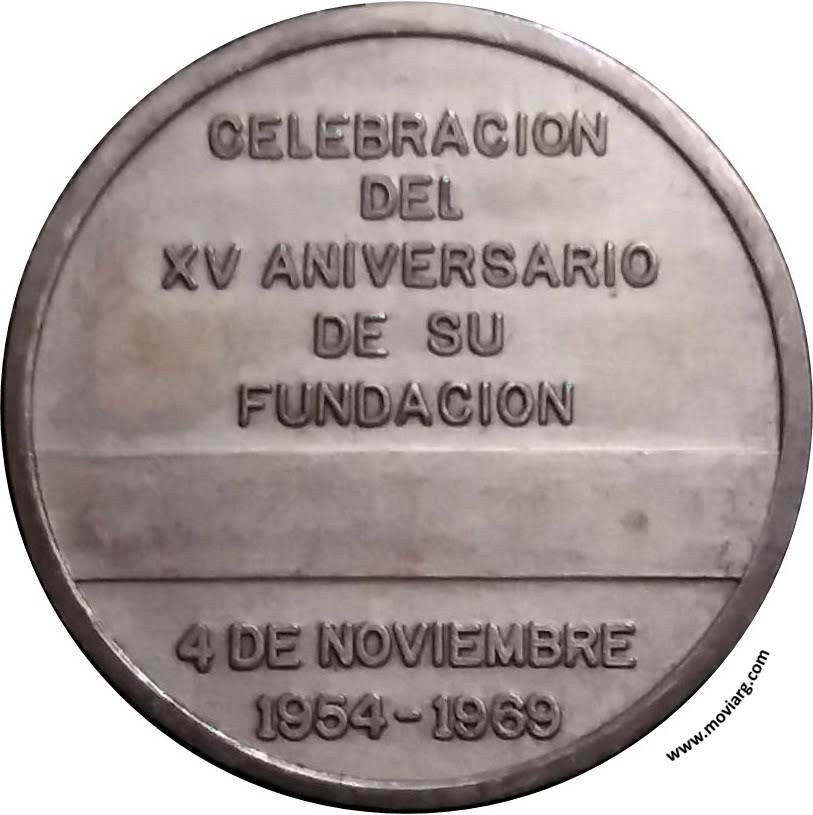 CELEBRACION
DEL
XV ANIVERSARIO
DE SU
FUNDACION
4 DE NOVIEMBRE
1954-1969
www.moviarg.com